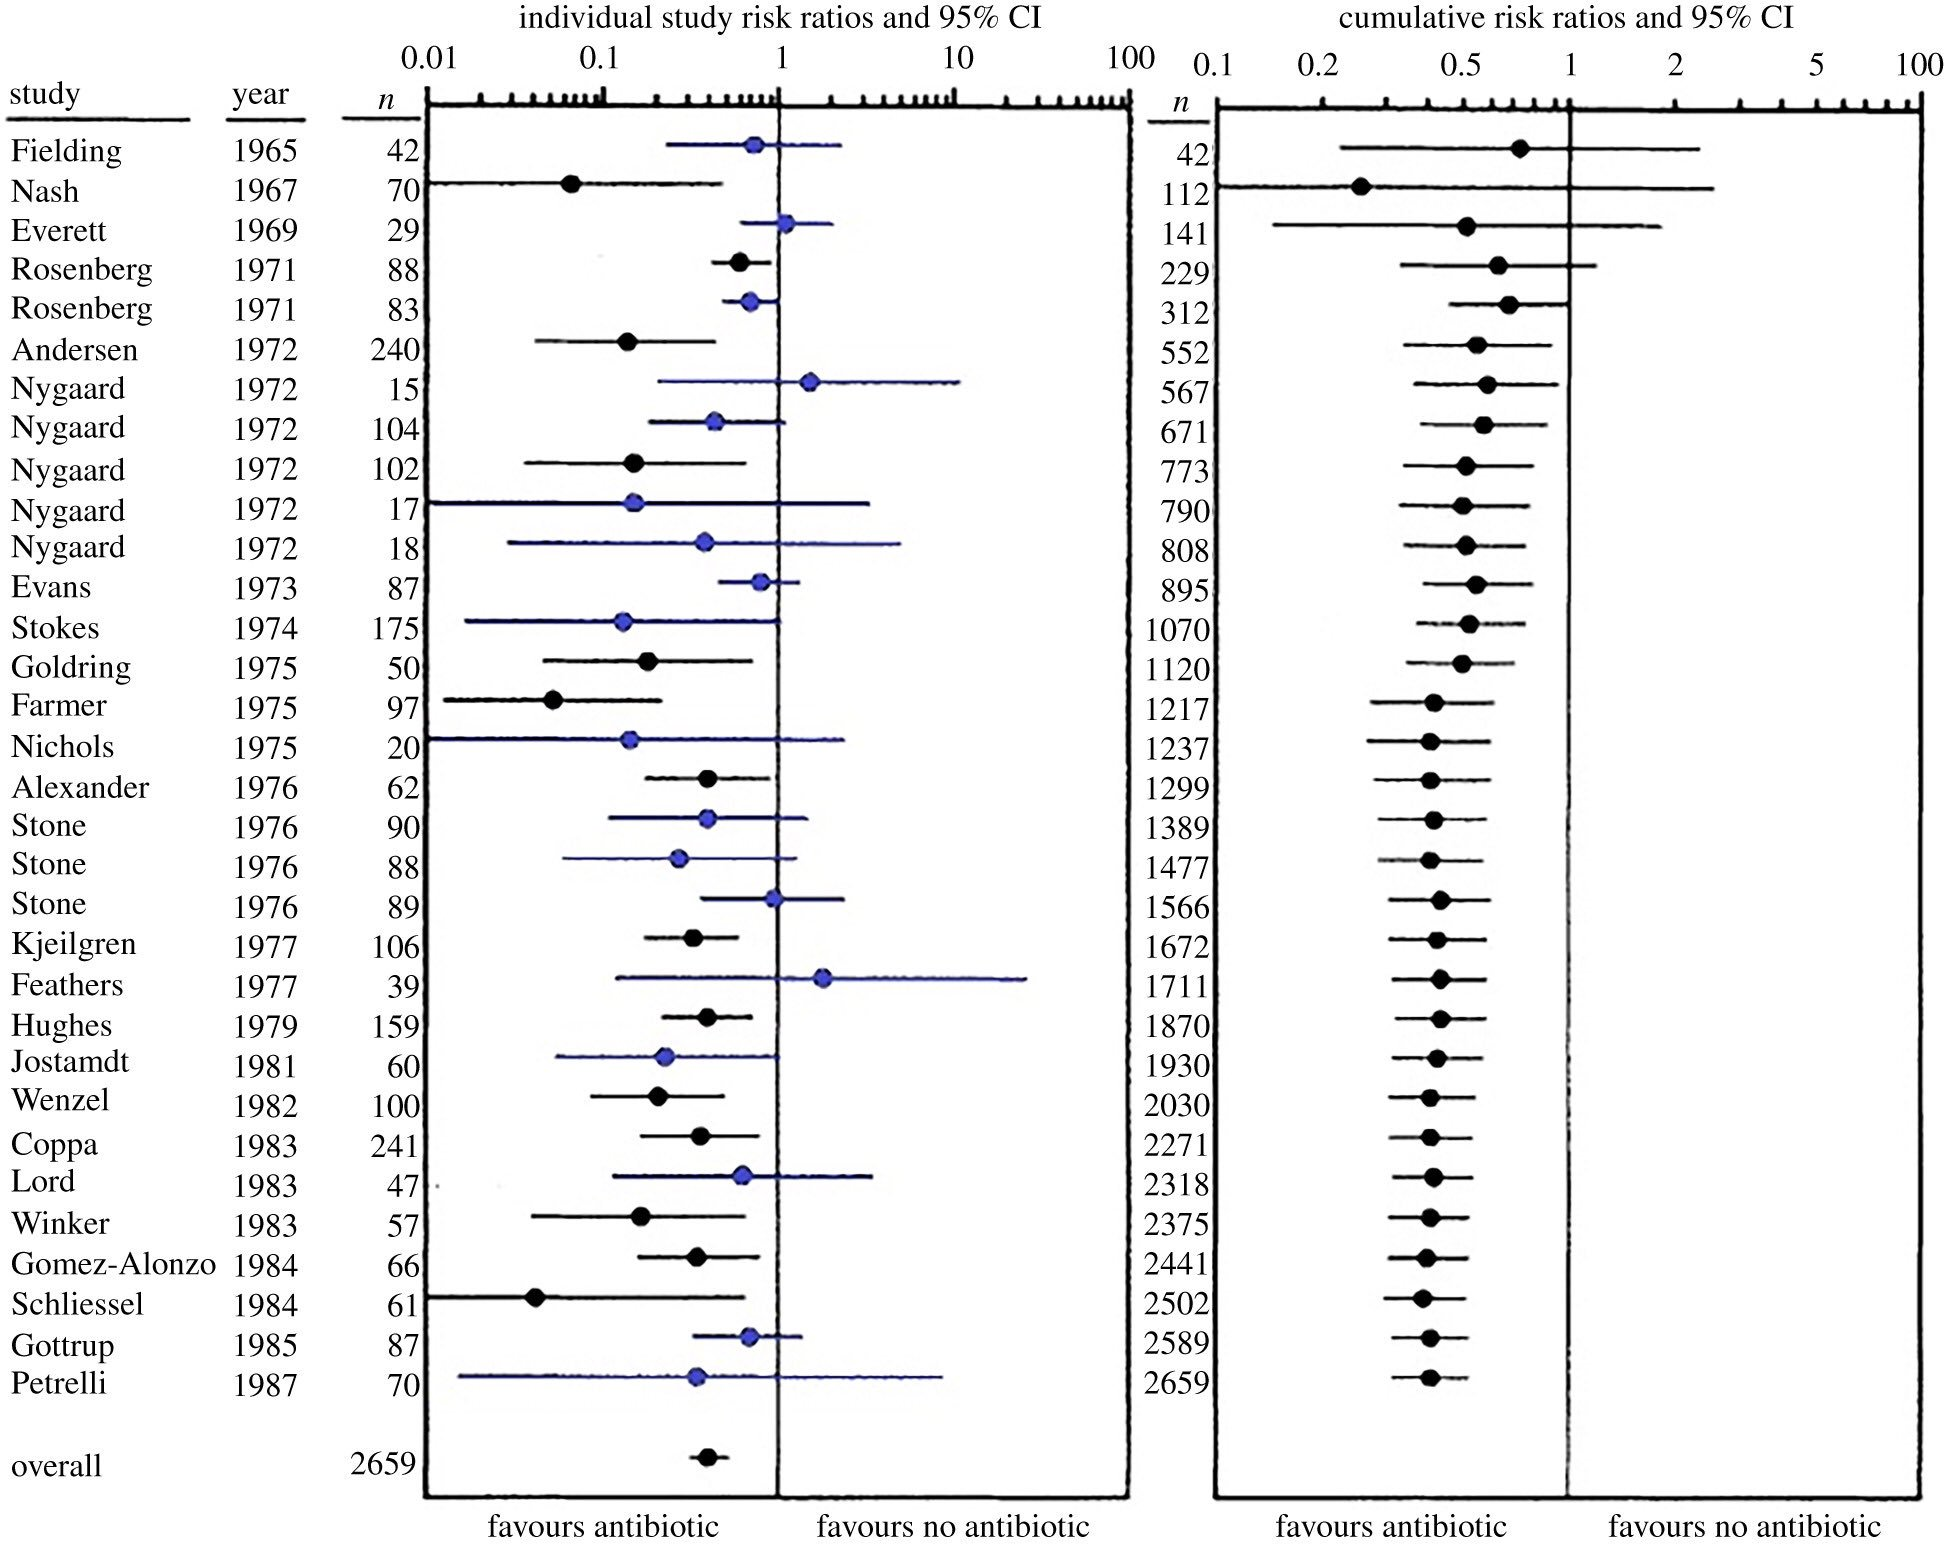 individual study risk ratios and 95% CI cumulative risk ratios and 95% CI
0.01 0.1 1 10 100 0.1 0.2 0.5 1 2 5 100
study year n n
Fielding 1965 42 42
Nash 1967 70 112
Everett 1969 29 141
Rosenberg 1971 88 229
Rosenberg 1971 83 312
Andersen 1972 240 552
Nygaard 1972 15 567
Nygaard 1972 104 671
Nygaard 1972 102 773
Nygaard 1972 17 790
Nygaard 1972 18 808
Evans 1973 87 895
Stokes 1974 175 1070
Goldring 1975 50 1120
Farmer 1975 97 1217
Nichols 1975 20 1237
Alexander 1976 62 1299
Stone 1976 90 1389
Stone 1976 88 1477
Stone 1976 89 1566
Kjeilgren 1977 106 1672
Feathers 1977 39 1711
Hughes 1979 159 1870
Jostamdt 1981 60 1930
Wenzel 1982 100 2030
Coppa 1983 241 2271
Lord 1983 47 2318
Winker 1983 57 2375
Gomez-Alonzo 1984 66 2441
Schliessel 1984 61 2502
Gottrup 1985 87 2589
Petrelli 1987 70 2659
overall 2659
favours antibiotic favours no antibiotic favours antibiotic favours no antibiotic